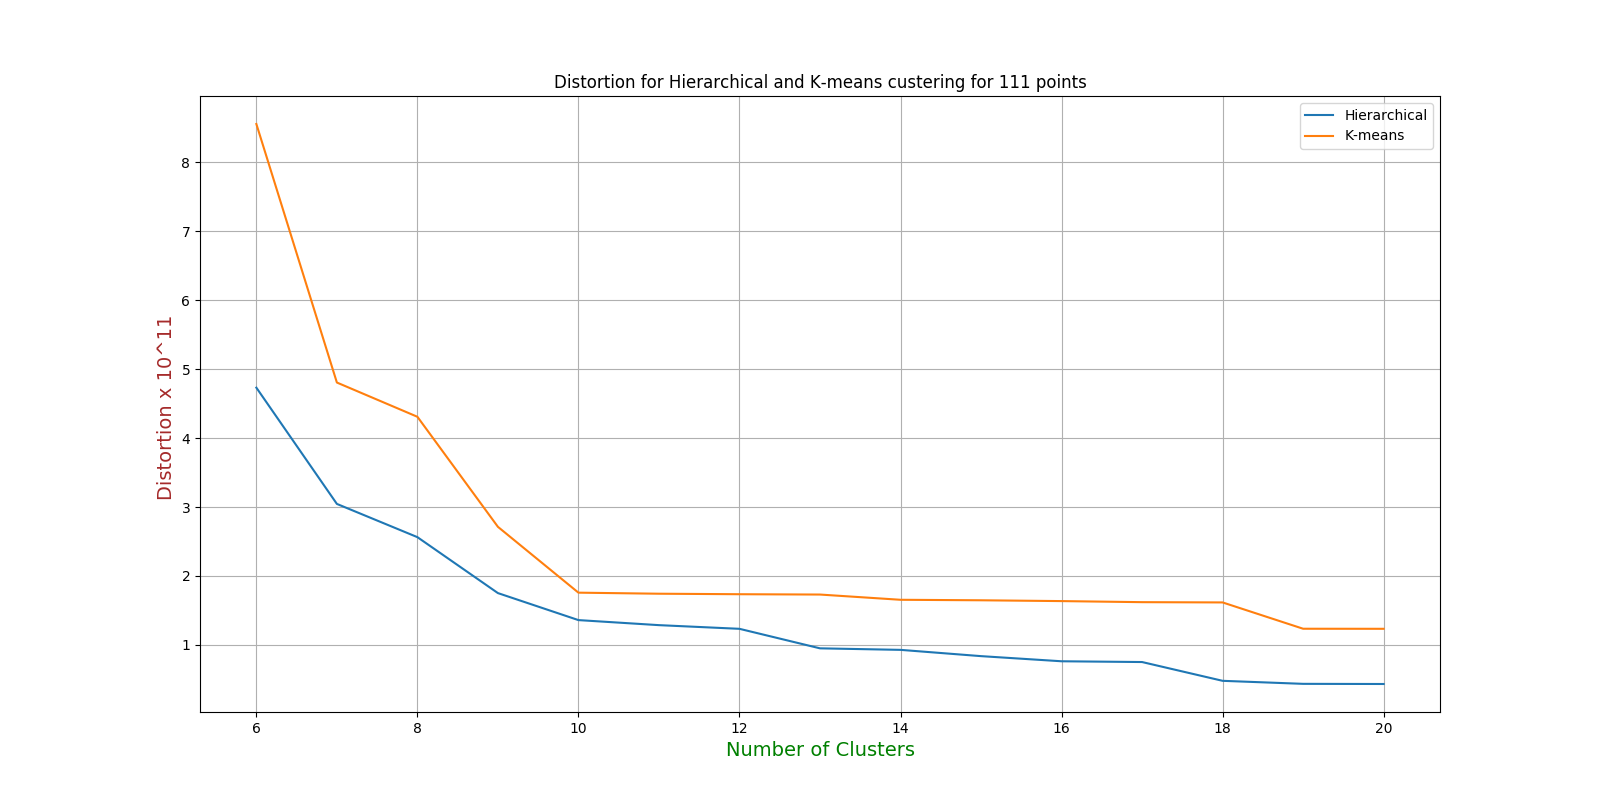 Distortion for Hierarchical and K-means custering for 111 points
Hierarchical
K-means
Distortion x 10^11
8
7
6
5
4
3
2
1
6 8 10 12 14 16 18 20
Number of Clusters